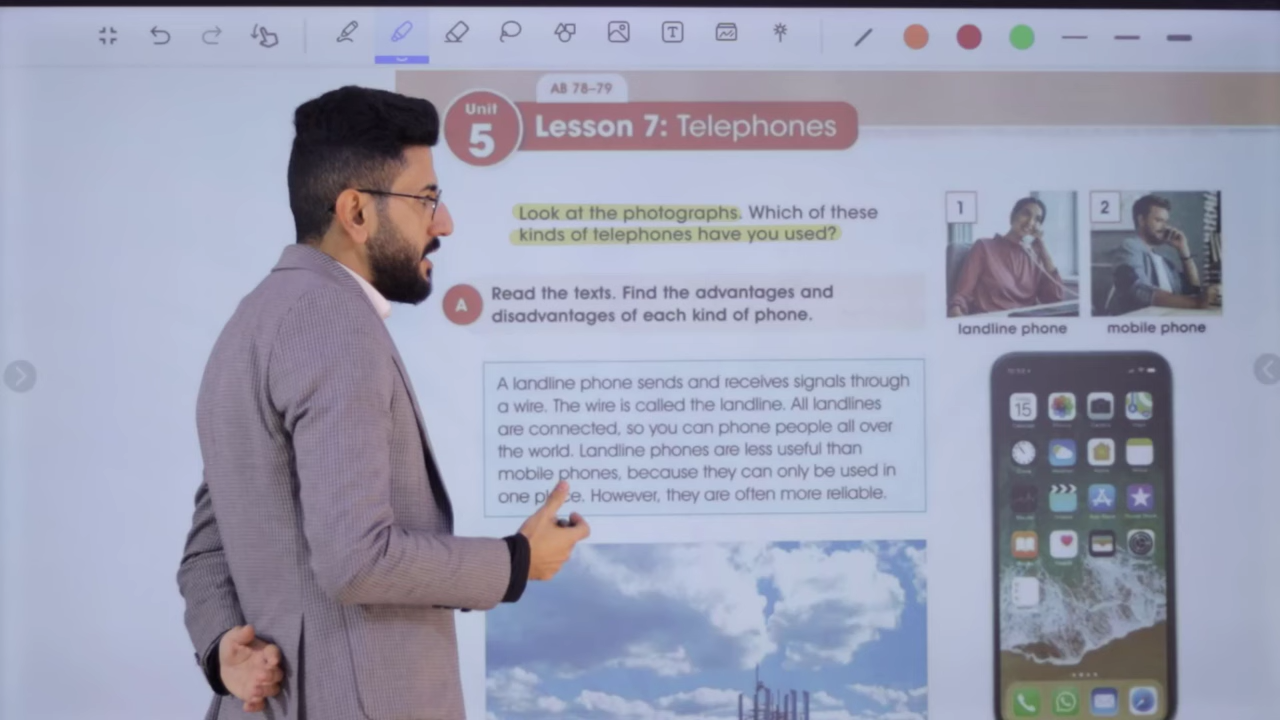 AB 78–79
Unit
5
Lesson 7: Telephones
Look at the photographs. Which of these
kinds of telephones have you used?
1
2
landline phone
mobile phone
A
Read the texts. Find the advantages and
disadvantages of each kind of phone.
A landline phone sends and receives signals through
a wire. The wire is called the landline. All landlines
are connected, so you can phone people all over
the world. Landline phones are less useful than
mobile phones, because they can only be used in
one pl ce. However, they are often more reliable.
15